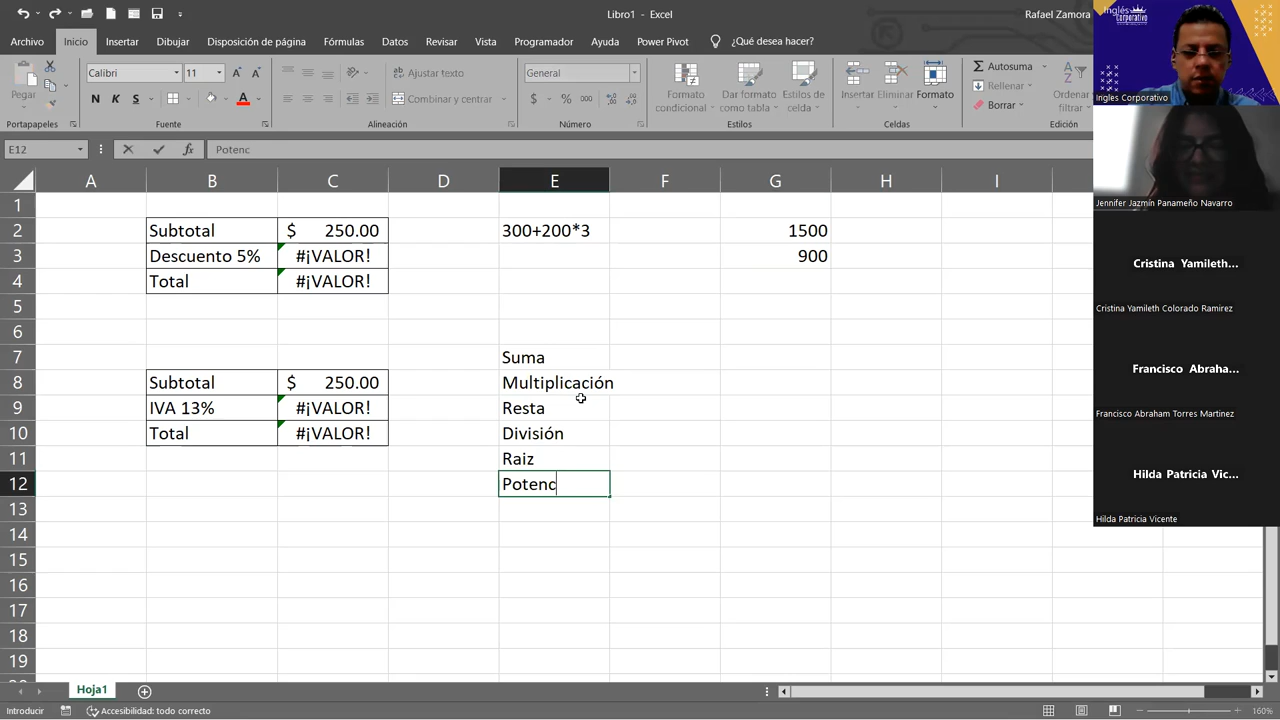 Libro1 - Excel
Rafael Zamora
Archivo Inicio Insertar Dibujar Disposición de página Fórmulas Datos Revisar Vista Programador Ayuda Power Pivot ¿Qué desea hacer?
Pegar
Calibri 11
N K S
Ajustar texto
Combinar y centrar
General
$ % 000
Formato condicional
Dar formato como tabla
Estilos de celda
Insertar
Eliminar
Formato
Autosuma
Rellenar
Borrar
Ordenar
filtrar
Portapapeles Fuente Alineación Número Estilos Celdas Edición
E12 fx Potenc
A B C D E F G H I
1
2 Subtotal $ 250.00 300+200*3 1500
3 Descuento 5% #¡VALOR! 900
4 Total #¡VALOR!
5
6
7 Suma
8 Subtotal $ 250.00 Multiplicación
9 IVA 13% #¡VALOR! Resta
10 Total #¡VALOR! División
11 Raiz
12 Potenc
13
14
15
16
17
18
19
Hoja1
Introducir Accesibilidad: todo correcto 160%
Inglés
Corporativo
Ingles Corporativo
Jennifer Jazmín Panameño Navarro
Cristina Yamileth...
Cristina Yamileth Colorado Ramirez
Francisco Abraha...
Francisco Abraham Torres Martinez
Hilda Patricia Vic...
Hilda Patricia Vicente